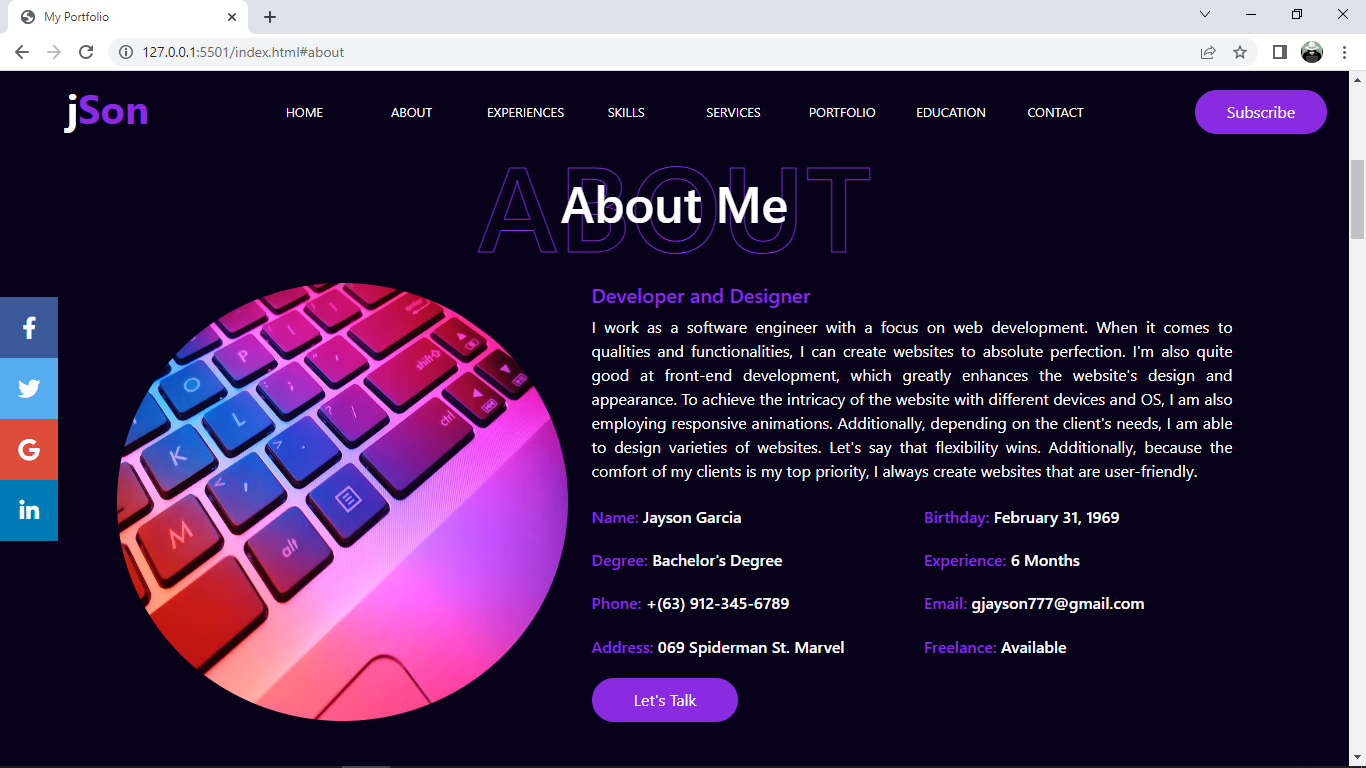 My Portfolio
127.0.0.1:5501/index.html#about
jSon
HOME ABOUT EXPERIENCES SKILLS SERVICES PORTFOLIO EDUCATION CONTACT Subscribe
ABOUT
About Me
Developer and Designer
I work as a software engineer with a focus on web development. When it comes to
qualities and functionalities, I can create websites to absolute perfection. I'm also quite
good at front-end development, which greatly enhances the website's design and
appearance. To achieve the intricacy of the website with different devices and OS, I am also
employing responsive animations. Additionally, depending on the client's needs, I am able
to design varieties of websites. Let's say that flexibility wins. Additionally, because the
comfort of my clients is my top priority, I always create websites that are user-friendly.
Name: Jayson Garcia Birthday: February 31, 1969
Degree: Bachelor's Degree Experience: 6 Months
Phone: +(63) 912-345-6789 Email: gjayson777@gmail.com
Address: 069 Spiderman St. Marvel Freelance: Available
Let's Talk
f
G
in
enter
P { [ } ]
shift
O : ; " '
L ? /
K > . ctrl
< ,
M
alt